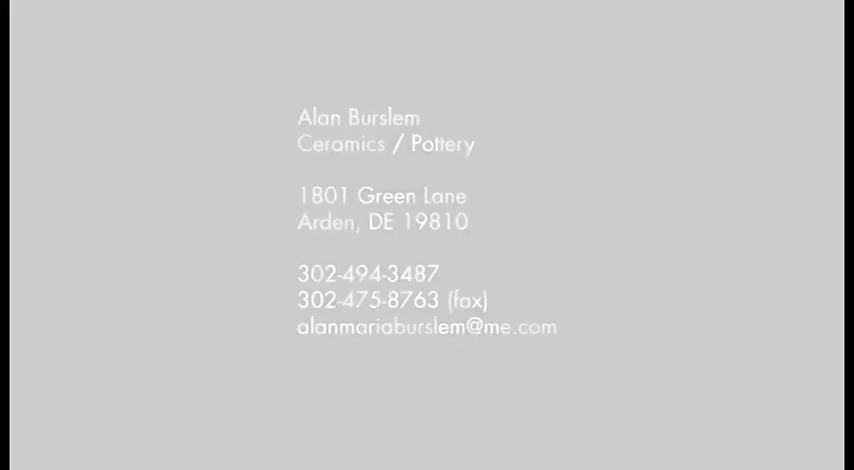 Alan Burslem
Ceramics / Pottery
1801 Green Lane
Arden, DE 19810
302-494-3487
302-475-8763 (fax)
alanmariaburslem@me.com